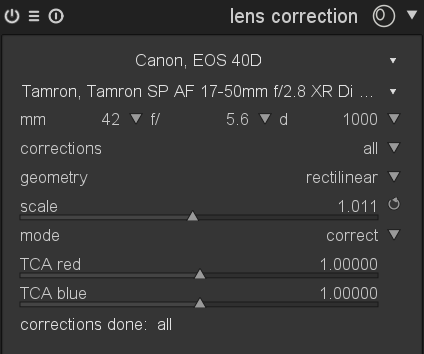 lens correction
Canon, EOS 40D
Tamron, Tamron SP AF 17-50mm f/2.8 XR Di ...
mm 42 f/ 5.6 d 1000
corrections all
geometry rectilinear
scale 1.011
mode correct
TCA red 1.00000
TCA blue 1.00000
corrections done: all